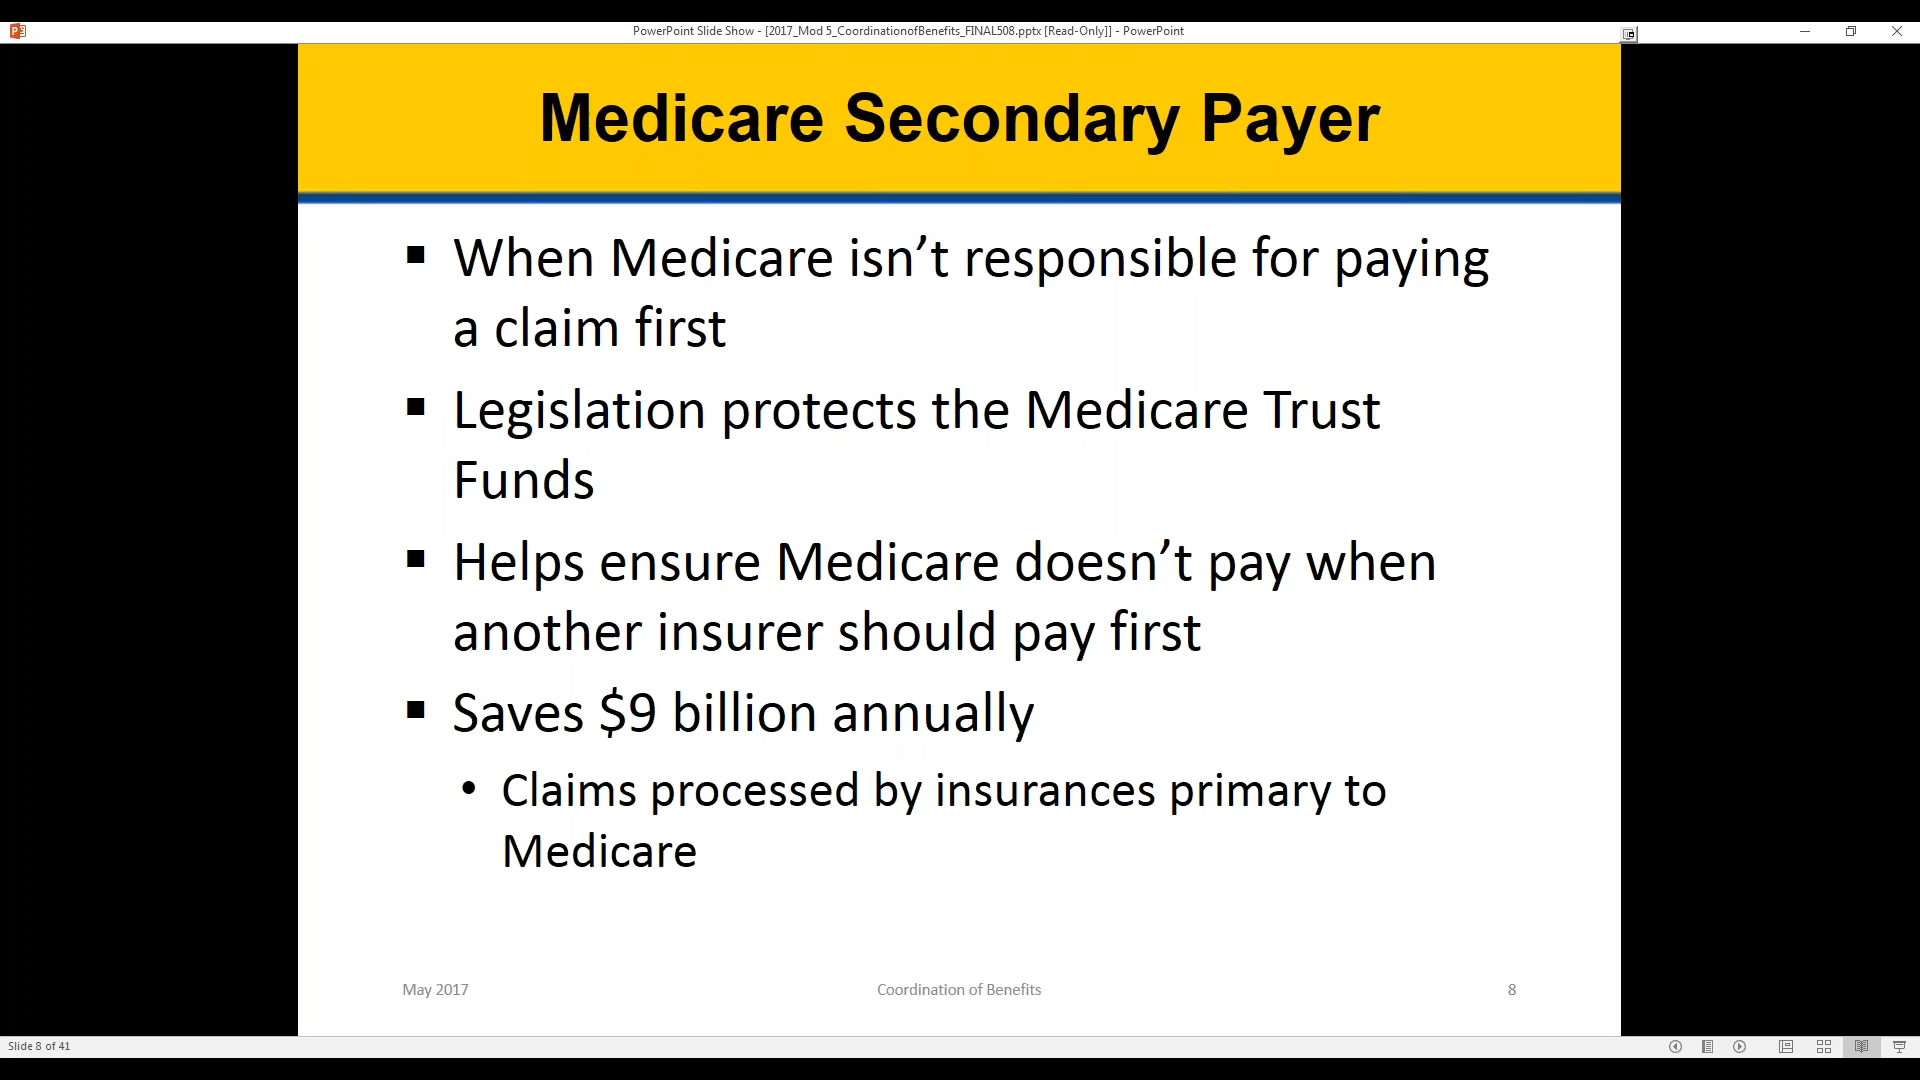 PowerPoint Slide Show - [2017_Mod 5_CoordinationofBenefits_FINAL508.pptx [Read-Only]] - PowerPoint
Medicare Secondary Payer
▪ When Medicare isn’t responsible for paying
a claim first
▪ Legislation protects the Medicare Trust
Funds
▪ Helps ensure Medicare doesn’t pay when
another insurer should pay first
▪ Saves $9 billion annually
• Claims processed by insurances primary to
Medicare
May 2017 Coordination of Benefits 8
Slide 8 of 41